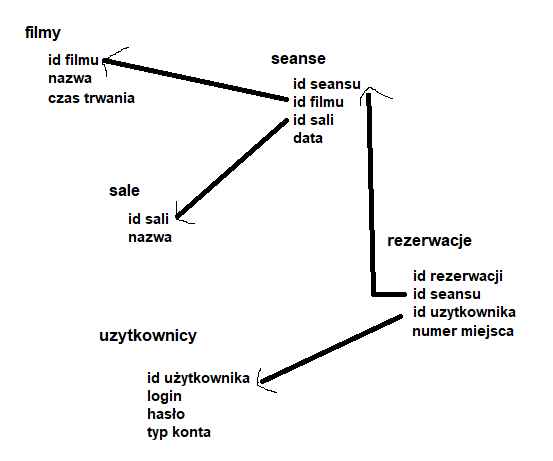 filmy
id filmu
nazwa
czas trwania
seanse
id seansu
id filmu
id sali
data
sale
id sali
nazwa
rezerwacje
id rezerwacji
id seansu
id uzytkownika
numer miejsca
uzytkownicy
id użytkownika
login
hasło
typ konta